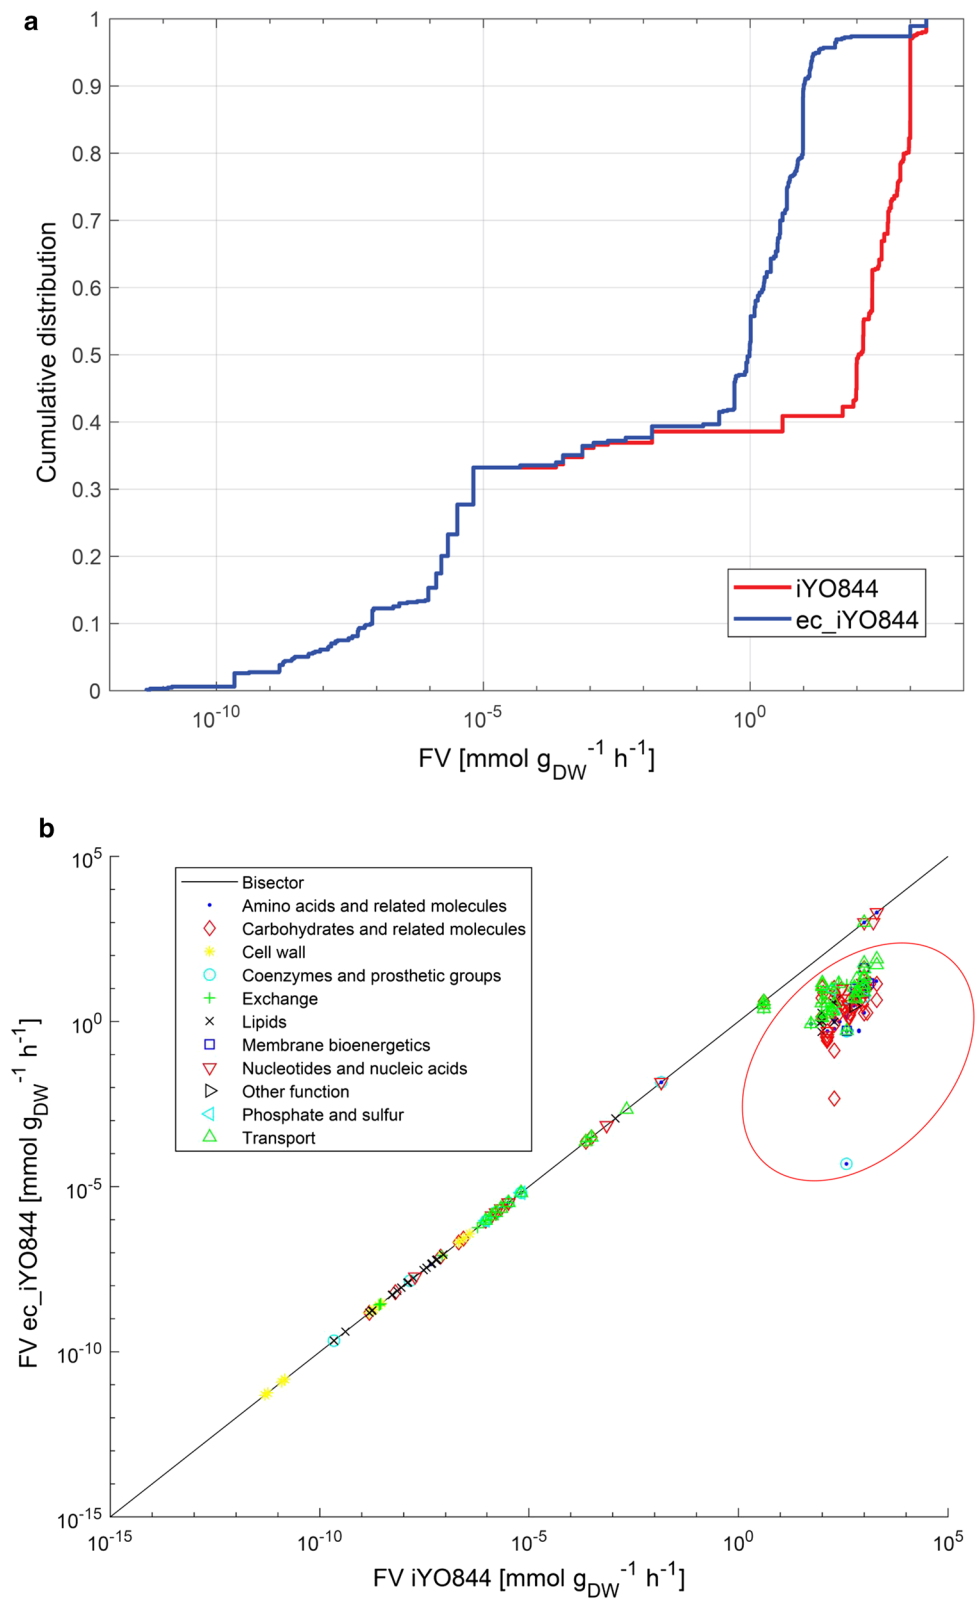 a
1
0.9
0.8
0.7
0.6
0.5
0.4
0.3
0.2
0.1
0
Cumulative distribution
iYO844
ec_iYO844
10^-10
10^-5
10^0
FV [mmol g_DW^-1 h^-1]
b
10^5
10^0
10^-5
10^-10
10^-15
FV ec_iYO844 [mmol g_DW^-1 h^-1]
Bisector
Amino acids and related molecules
Carbohydrates and related molecules
Cell wall
Coenzymes and prosthetic groups
Exchange
Lipids
Membrane bioenergetics
Nucleotides and nucleic acids
Other function
Phosphate and sulfur
Transport
10^-15
10^-10
10^-5
10^0
10^5
FV iYO844 [mmol g_DW^-1 h^-1]